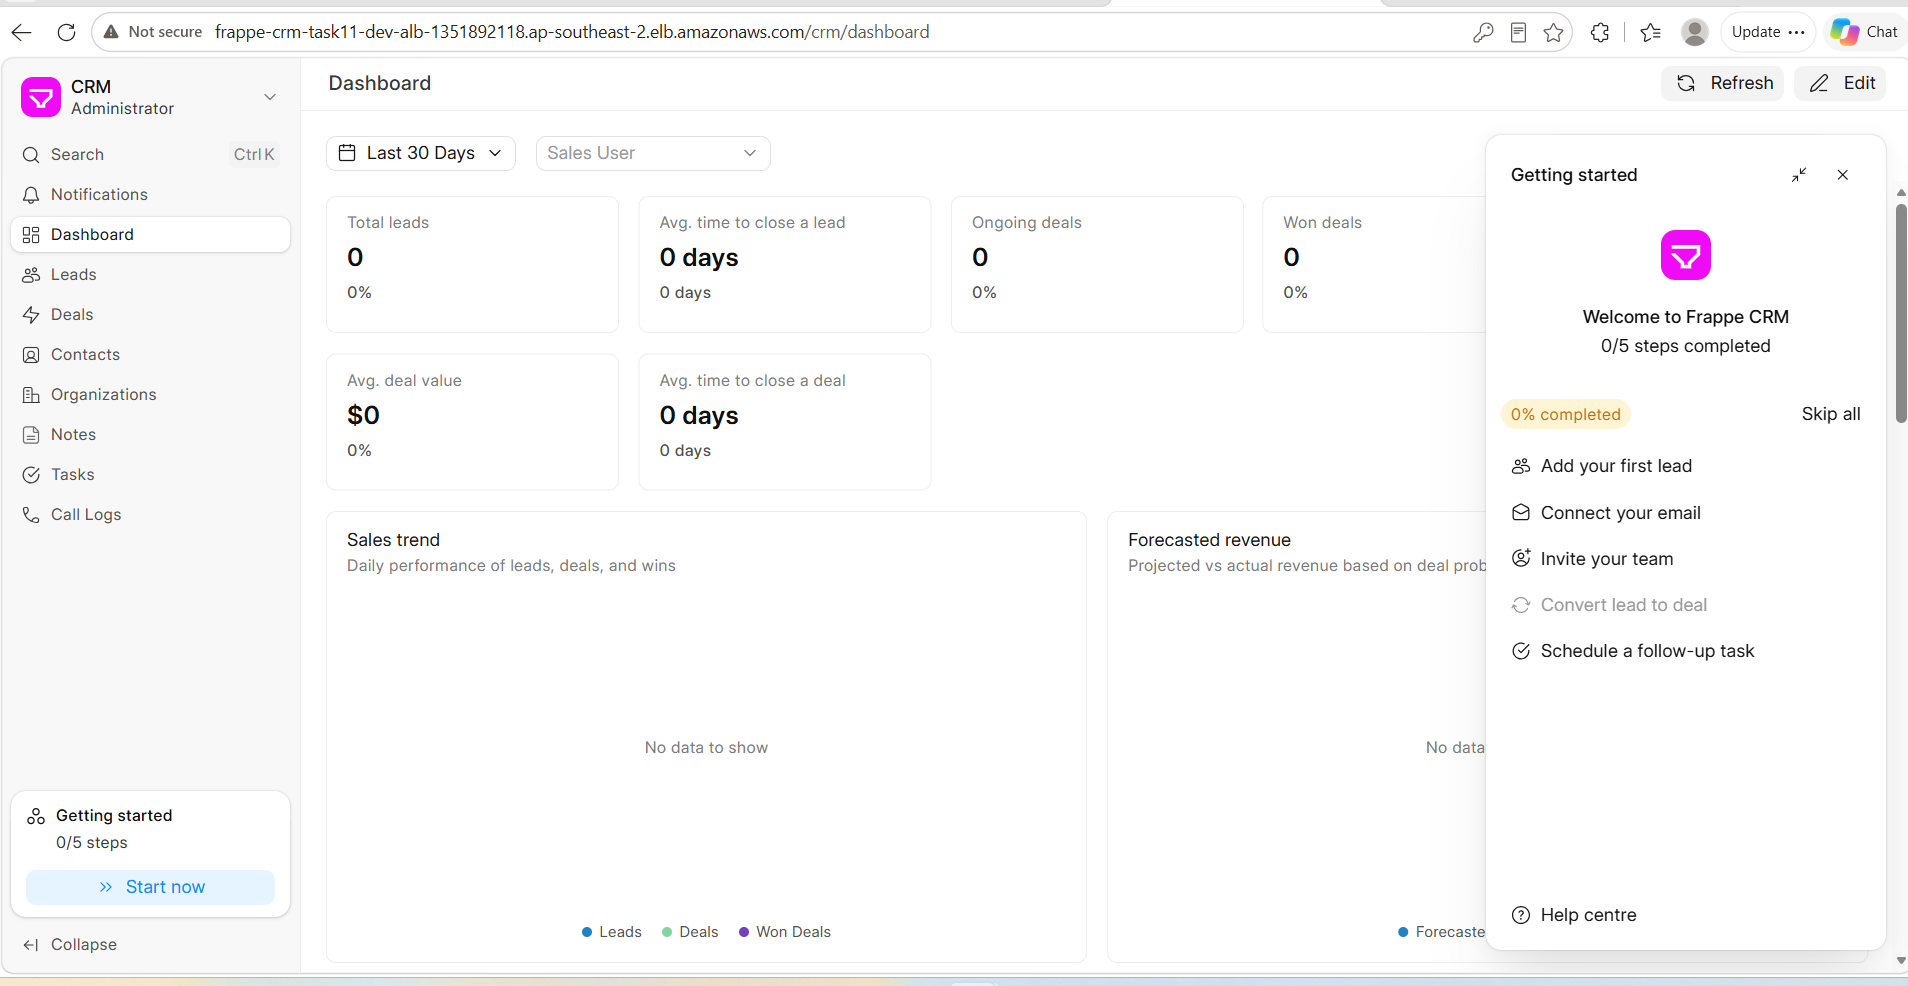 Not secure frappe-crm-task11-dev-alb-1351892118.ap-southeast-2.elb.amazonaws.com/crm/dashboard
Update
Chat
CRM
Administrator
Search Ctrl K
Notifications
Dashboard
Leads
Deals
Contacts
Organizations
Notes
Tasks
Call Logs
Getting started
0/5 steps
Start now
Collapse
Dashboard
Refresh
Edit
Last 30 Days
Sales User
Total leads
0
0%
Avg. time to close a lead
0 days
0 days
Ongoing deals
0
0%
Won deals
0
0%
Avg. deal value
$0
0%
Avg. time to close a deal
0 days
0 days
Sales trend
Daily performance of leads, deals, and wins
No data to show
Leads Deals Won Deals
Forecasted revenue
Projected vs actual revenue based on deal prob
No data
Forecaste
Getting started
Welcome to Frappe CRM
0/5 steps completed
0% completed
Skip all
Add your first lead
Connect your email
Invite your team
Convert lead to deal
Schedule a follow-up task
Help centre